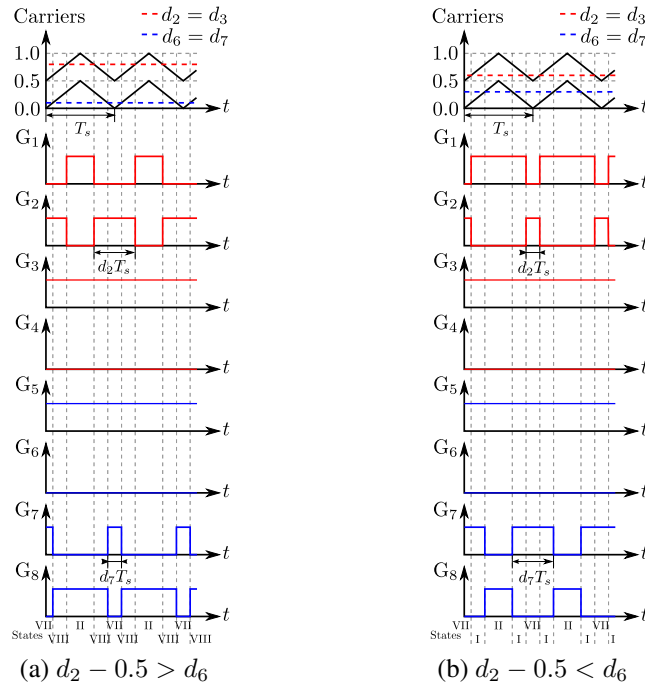 Carriers
d₂ = d₃
d₆ = d₇
1.0
0.5
0.0
t
Tₛ
G₁
t
G₂
t
d₂Tₛ
G₃
t
G₄
t
G₅
t
G₆
t
G₇
t
d₇Tₛ
G₈
t
VII II VII II VII
States VIII VIII VIII VIII VIII
(a) d₂ − 0.5 > d₆
Carriers
d₂ = d₃
d₆ = d₇
1.0
0.5
0.0
t
Tₛ
G₁
t
G₂
t
d₂Tₛ
G₃
t
G₄
t
G₅
t
G₆
t
G₇
t
d₇Tₛ
G₈
t
VII II VII II VII
States I I I I I
(b) d₂ − 0.5 < d₆